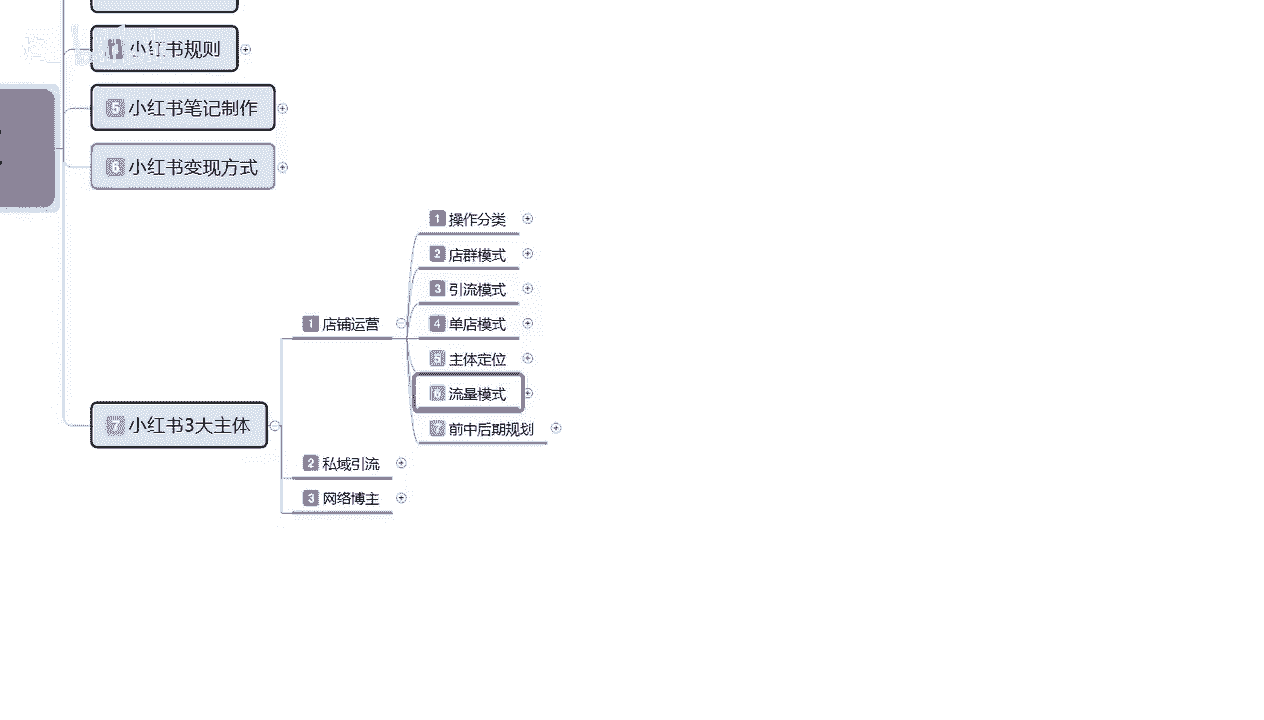 小红书规则
5 小红书笔记制作
6 小红书变现方式
1 操作分类
2 店群模式
3 引流模式
1 店铺运营
4 单店模式
5 主体定位
6 流量模式
7 小红书3大主体
7 前中后期规划
2 私域引流
3 网络博主